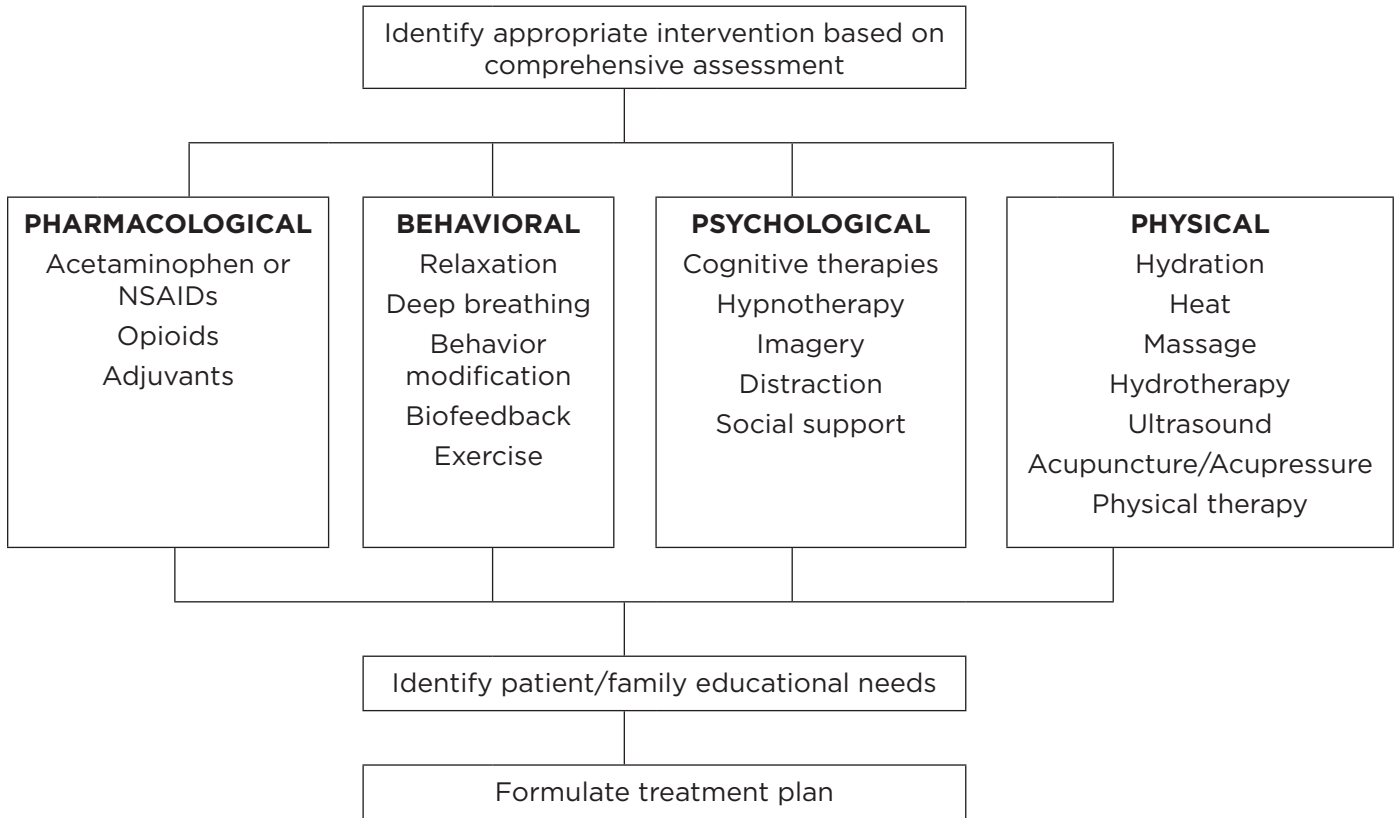 Identify appropriate intervention based on
comprehensive assessment
PHARMACOLOGICAL
Acetaminophen or
NSAIDs
Opioids
Adjuvants
BEHAVIORAL
Relaxation
Deep breathing
Behavior
modification
Biofeedback
Exercise
PSYCHOLOGICAL
Cognitive therapies
Hypnotherapy
Imagery
Distraction
Social support
PHYSICAL
Hydration
Heat
Massage
Hydrotherapy
Ultrasound
Acupuncture/Acupressure
Physical therapy
Identify patient/family educational needs
Formulate treatment plan